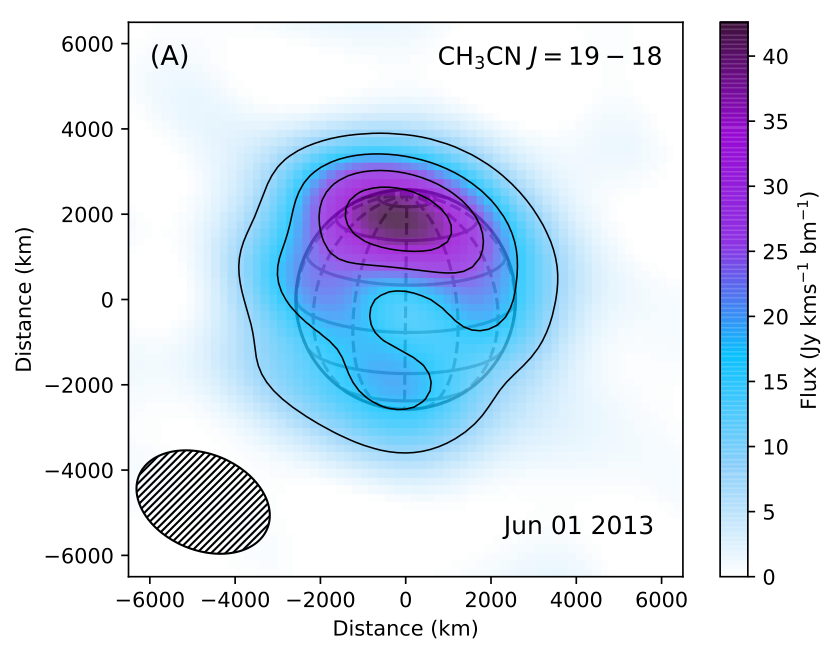 (A)
CH₃CN J = 19 − 18
6000
4000
2000
0
−2000
−4000
−6000
Distance (km)
−6000 −4000 −2000 0 2000 4000 6000
Distance (km)
Jun 01 2013
40
35
30
25
20
15
10
5
0
Flux (Jy kms⁻¹ bm⁻¹)